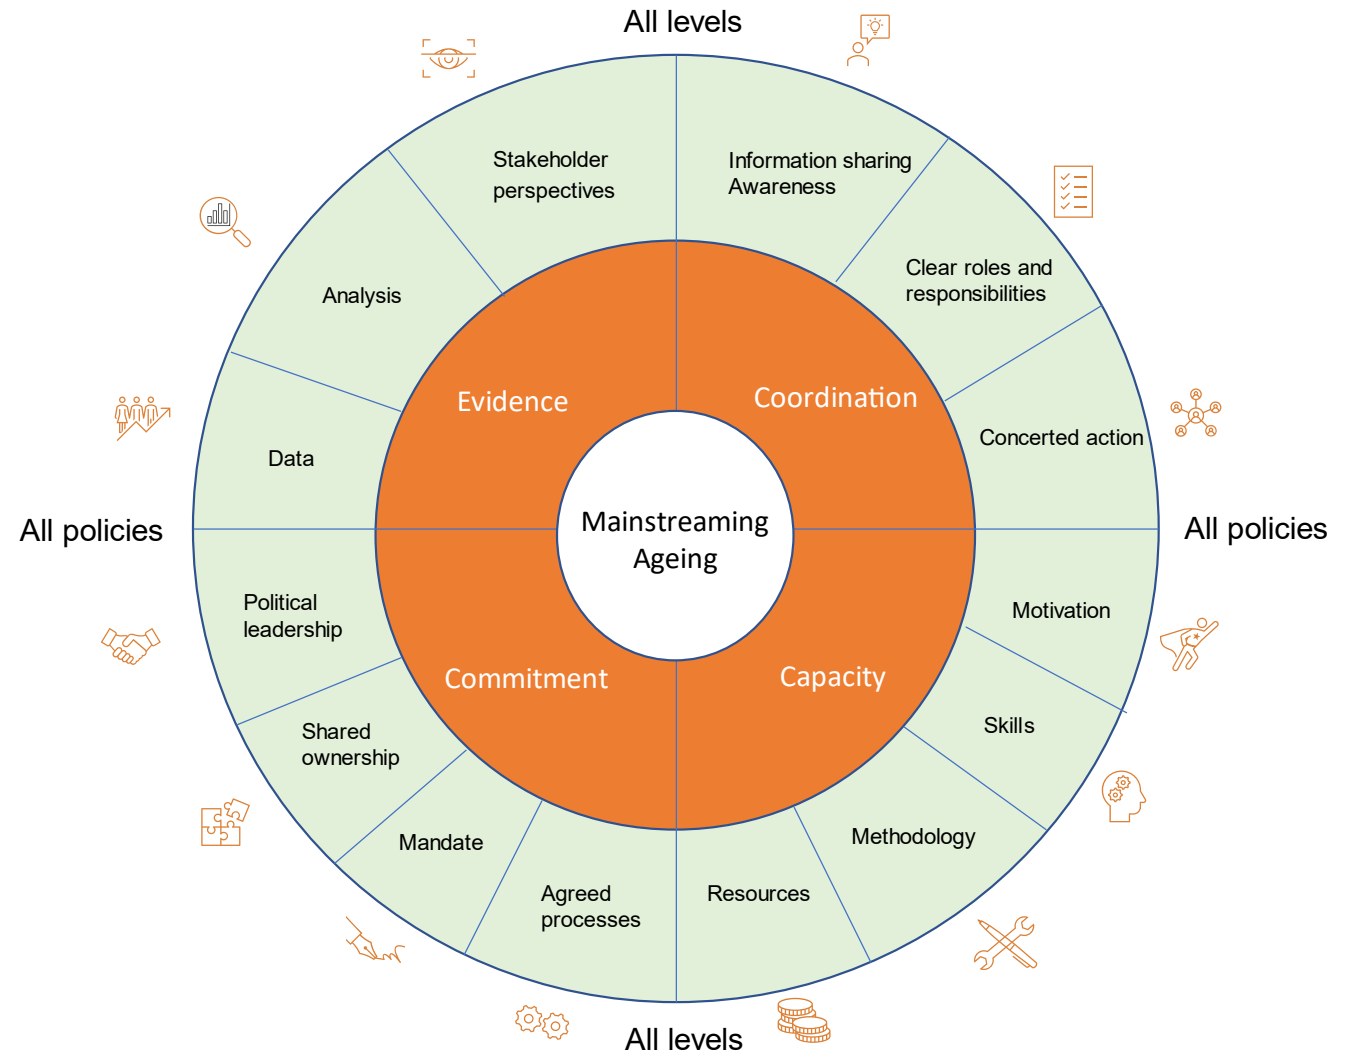 All levels
Stakeholder
perspectives
Information sharing
Awareness
Clear roles and
responsibilities
Analysis
Evidence
Coordination
Concerted action
Data
Mainstreaming
Ageing
All policies
All policies
Political
leadership
Motivation
Commitment
Capacity
Shared
ownership
Skills
Mandate
Methodology
Agreed
processes
Resources
All levels